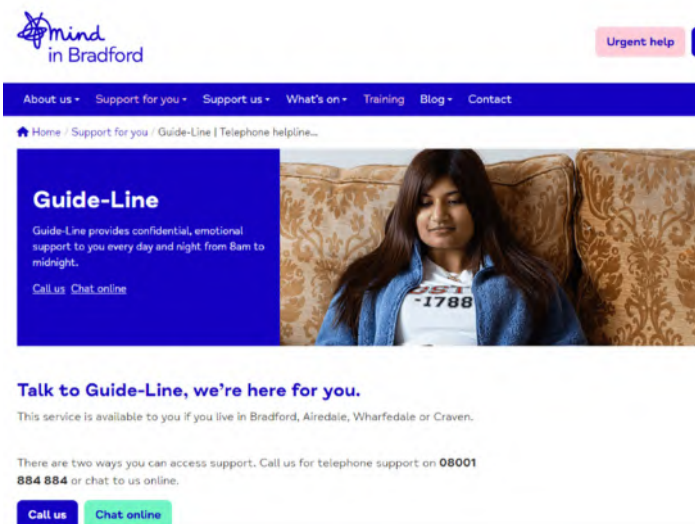 mind
in Bradford
Urgent help
About us Support for you Support us What's on Training Blog Contact
Home / Support for you / Guide-Line | Telephone helpline...
Guide-Line
Guide-Line provides confidential, emotional
support to you every day and night from 8am to
midnight.
Call us Chat online
-1788
Talk to Guide-Line, we're here for you.
This service is available to you if you live in Bradford, Airedale, Wharfedale or Craven.
There are two ways you can access support. Call us for telephone support on 08001
884 884 or chat to us online.
Call us Chat online